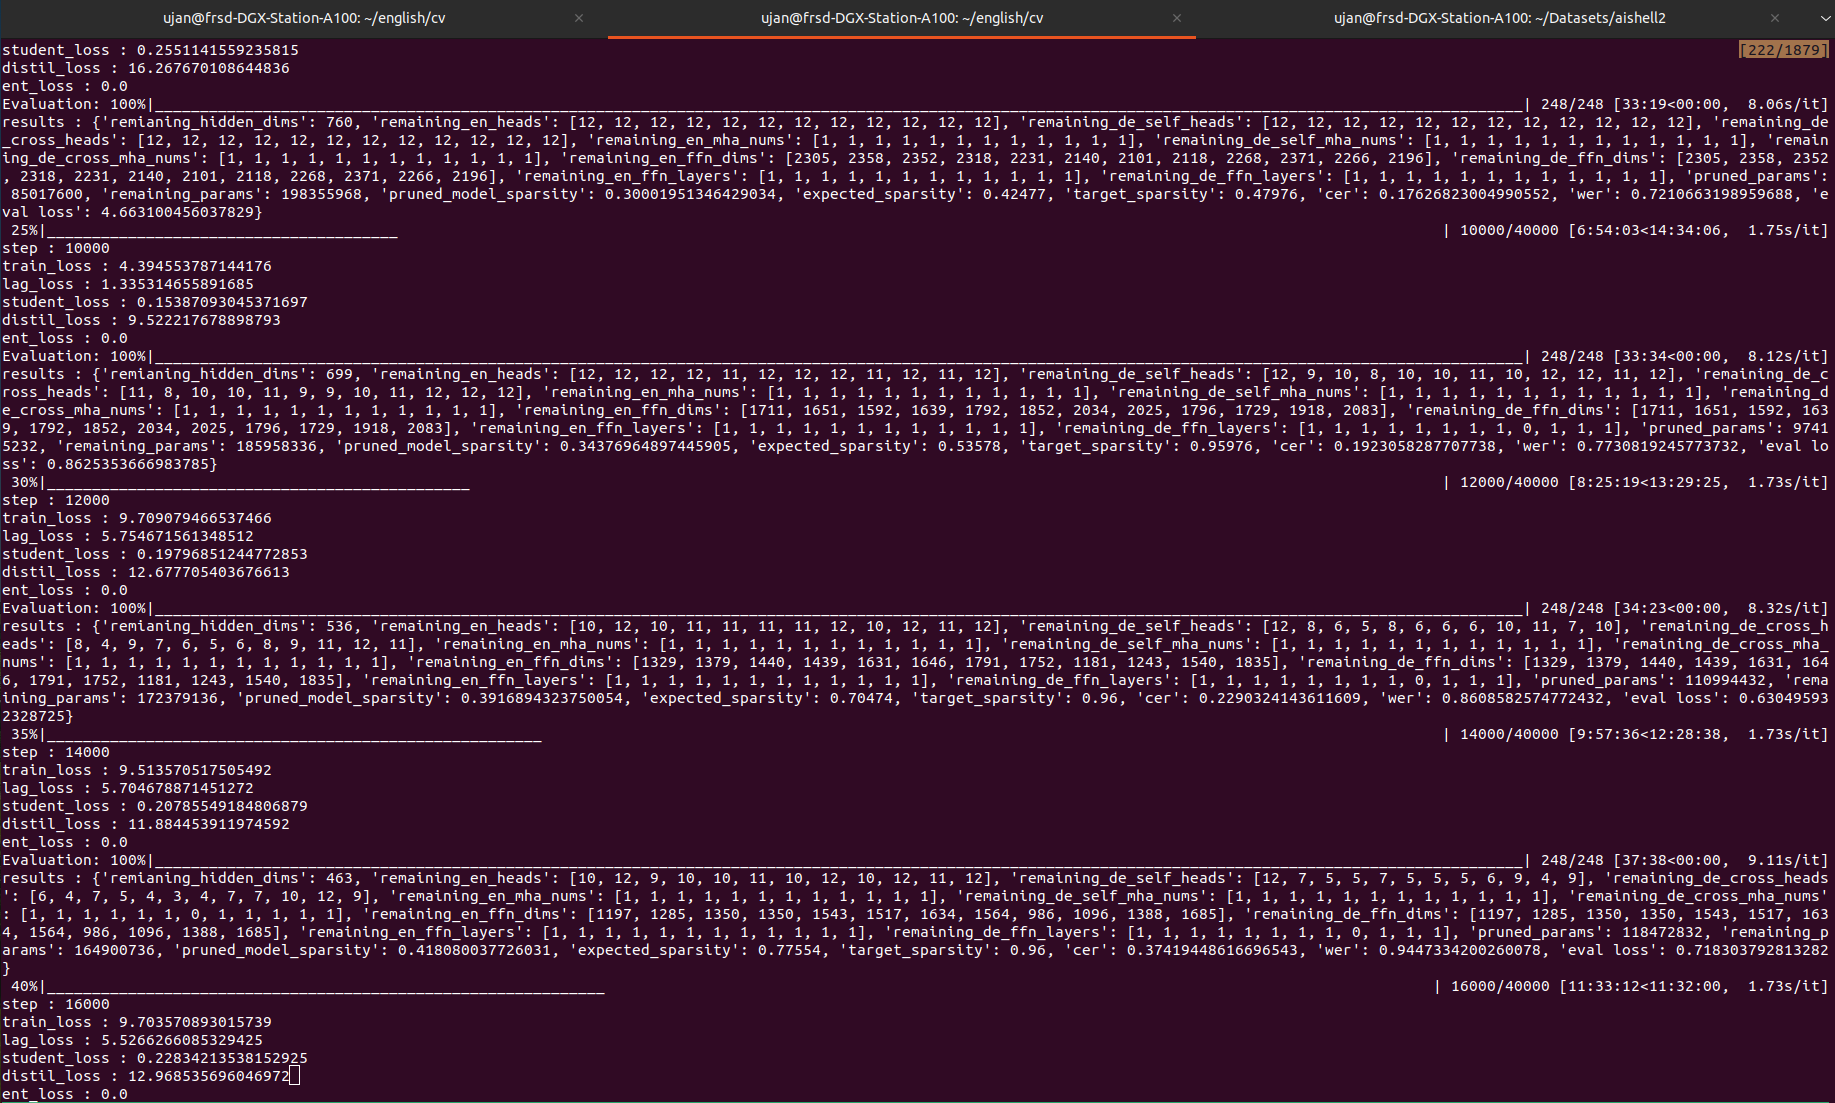 ujan@frsd-DGX-Station-A100: ~/english/cv × ujan@frsd-DGX-Station-A100: ~/english/cv × ujan@frsd-DGX-Station-A100: ~/Datasets/aishell2 ×
student_loss : 0.2551141559235815 [222/1879]
distil_loss : 16.267670108644836
ent_loss : 0.0
Evaluation: 100%|| 248/248 [33:19<00:00, 8.06s/it]
results : {'remianing_hidden_dims': 760, 'remaining_en_heads': [12, 12, 12, 12, 12, 12, 12, 12, 12, 12, 12, 12], 'remaining_de_self_heads': [12, 12, 12, 12, 12, 12, 12, 12, 12, 12, 12, 12], 'remaining_de
_cross_heads': [12, 12, 12, 12, 12, 12, 12, 12, 12, 12, 12, 12], 'remaining_en_mha_nums': [1, 1, 1, 1, 1, 1, 1, 1, 1, 1, 1, 1], 'remaining_de_self_mha_nums': [1, 1, 1, 1, 1, 1, 1, 1, 1, 1, 1, 1], 'remain
ing_de_cross_mha_nums': [1, 1, 1, 1, 1, 1, 1, 1, 1, 1, 1, 1], 'remaining_en_ffn_dims': [2305, 2358, 2352, 2318, 2231, 2140, 2101, 2118, 2268, 2371, 2266, 2196], 'remaining_de_ffn_dims': [2305, 2358, 2352
, 2318, 2231, 2140, 2101, 2118, 2268, 2371, 2266, 2196], 'remaining_en_ffn_layers': [1, 1, 1, 1, 1, 1, 1, 1, 1, 1, 1, 1], 'remaining_de_ffn_layers': [1, 1, 1, 1, 1, 1, 1, 1, 1, 1, 1, 1], 'pruned_params':
 85017600, 'remaining_params': 198355968, 'pruned_model_sparsity': 0.30001951346429034, 'expected_sparsity': 0.42477, 'target_sparsity': 0.47976, 'cer': 0.17626823004990552, 'wer': 0.7210663198959688, 'e
val loss': 4.663100456037829}
25%|| 10000/40000 [6:54:03<14:34:06, 1.75s/it]
step : 10000
train_loss : 4.394553787144176
lag_loss : 1.335314655891685
student_loss : 0.15387093045371697
distil_loss : 9.522217678898793
ent_loss : 0.0
Evaluation: 100%|| 248/248 [33:34<00:00, 8.12s/it]
results : {'remianing_hidden_dims': 699, 'remaining_en_heads': [12, 12, 12, 12, 11, 12, 12, 12, 11, 12, 11, 12], 'remaining_de_self_heads': [12, 9, 10, 8, 10, 10, 11, 10, 12, 12, 11, 12], 'remaining_de_c
ross_heads': [11, 8, 10, 10, 11, 9, 9, 10, 11, 12, 12, 12], 'remaining_en_mha_nums': [1, 1, 1, 1, 1, 1, 1, 1, 1, 1, 1, 1], 'remaining_de_self_mha_nums': [1, 1, 1, 1, 1, 1, 1, 1, 1, 1, 1, 1], 'remaining_d
e_cross_mha_nums': [1, 1, 1, 1, 1, 1, 1, 1, 1, 1, 1, 1], 'remaining_en_ffn_dims': [1711, 1651, 1592, 1639, 1792, 1852, 2034, 2025, 1796, 1729, 1918, 2083], 'remaining_de_ffn_dims': [1711, 1651, 1592, 163
9, 1792, 1852, 2034, 2025, 1796, 1729, 1918, 2083], 'remaining_en_ffn_layers': [1, 1, 1, 1, 1, 1, 1, 1, 1, 1, 1, 1], 'remaining_de_ffn_layers': [1, 1, 1, 1, 1, 1, 1, 1, 0, 1, 1, 1], 'pruned_params': 9741
5232, 'remaining_params': 185958336, 'pruned_model_sparsity': 0.34376964897445905, 'expected_sparsity': 0.53578, 'target_sparsity': 0.95976, 'cer': 0.1923058287707738, 'wer': 0.7730819245773732, 'eval lo
ss': 0.8625353666983785}
30%|| 12000/40000 [8:25:19<13:29:25, 1.73s/it]
step : 12000
train_loss : 9.709079466537466
lag_loss : 5.754671561348512
student_loss : 0.19796851244772853
distil_loss : 12.677705403676613
ent_loss : 0.0
Evaluation: 100%|| 248/248 [34:23<00:00, 8.32s/it]
results : {'remianing_hidden_dims': 536, 'remaining_en_heads': [10, 12, 10, 11, 11, 11, 11, 12, 10, 12, 11, 12], 'remaining_de_self_heads': [12, 8, 6, 5, 8, 6, 6, 6, 10, 11, 7, 10], 'remaining_de_cross_h
eads': [8, 4, 9, 7, 6, 5, 6, 8, 9, 11, 12, 11], 'remaining_en_mha_nums': [1, 1, 1, 1, 1, 1, 1, 1, 1, 1, 1, 1], 'remaining_de_self_mha_nums': [1, 1, 1, 1, 1, 1, 1, 1, 1, 1, 1, 1], 'remaining_de_cross_mha_
nums': [1, 1, 1, 1, 1, 1, 1, 1, 1, 1, 1, 1], 'remaining_en_ffn_dims': [1329, 1379, 1440, 1439, 1631, 1646, 1791, 1752, 1181, 1243, 1540, 1835], 'remaining_de_ffn_dims': [1329, 1379, 1440, 1439, 1631, 164
6, 1791, 1752, 1181, 1243, 1540, 1835], 'remaining_en_ffn_layers': [1, 1, 1, 1, 1, 1, 1, 1, 1, 1, 1, 1], 'remaining_de_ffn_layers': [1, 1, 1, 1, 1, 1, 1, 1, 0, 1, 1, 1], 'pruned_params': 110994432, 'rema
ining_params': 172379136, 'pruned_model_sparsity': 0.3916894323750054, 'expected_sparsity': 0.70474, 'target_sparsity': 0.96, 'cer': 0.2290324143611609, 'wer': 0.8608582574772432, 'eval loss': 0.63049593
2328725}
35%|| 14000/40000 [9:57:36<12:28:38, 1.73s/it]
step : 14000
train_loss : 9.513570517505492
lag_loss : 5.704678871451272
student_loss : 0.20785549184806879
distil_loss : 11.884453911974592
ent_loss : 0.0
Evaluation: 100%|| 248/248 [37:38<00:00, 9.11s/it]
results : {'remianing_hidden_dims': 463, 'remaining_en_heads': [10, 12, 9, 10, 10, 11, 10, 12, 10, 12, 11, 12], 'remaining_de_self_heads': [12, 7, 5, 5, 7, 5, 5, 5, 6, 9, 4, 9], 'remaining_de_cross_heads
': [6, 4, 7, 5, 4, 3, 4, 7, 7, 10, 12, 9], 'remaining_en_mha_nums': [1, 1, 1, 1, 1, 1, 1, 1, 1, 1, 1, 1], 'remaining_de_self_mha_nums': [1, 1, 1, 1, 1, 1, 1, 1, 1, 1, 1, 1], 'remaining_de_cross_mha_nums'
: [1, 1, 1, 1, 1, 1, 0, 1, 1, 1, 1, 1], 'remaining_en_ffn_dims': [1197, 1285, 1350, 1350, 1543, 1517, 1634, 1564, 986, 1096, 1388, 1685], 'remaining_de_ffn_dims': [1197, 1285, 1350, 1350, 1543, 1517, 163
4, 1564, 986, 1096, 1388, 1685], 'remaining_en_ffn_layers': [1, 1, 1, 1, 1, 1, 1, 1, 1, 1, 1, 1], 'remaining_de_ffn_layers': [1, 1, 1, 1, 1, 1, 1, 1, 0, 1, 1, 1], 'pruned_params': 118472832, 'remaining_p
arams': 164900736, 'pruned_model_sparsity': 0.418080037726031, 'expected_sparsity': 0.77554, 'target_sparsity': 0.96, 'cer': 0.37419448616696543, 'wer': 0.9447334200260078, 'eval loss': 0.718303792813282
}
40%|| 16000/40000 [11:33:12<11:32:00, 1.73s/it]
step : 16000
train_loss : 9.703570893015739
lag_loss : 5.5266266085329425
student_loss : 0.22834213538152925
distil_loss : 12.968535696046972
ent_loss : 0.0